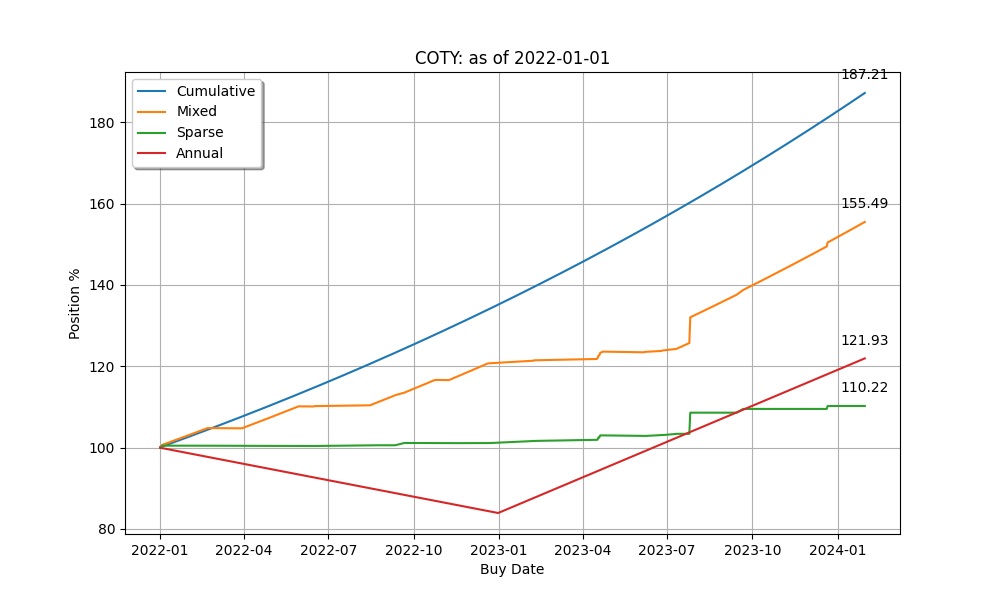 COTY: as of 2022-01-01
187.21
Cumulative
Mixed
Sparse
Annual
180
160
155.49
140
121.93
120
110.22
100
80
Position %
2022-01 2022-04 2022-07 2022-10 2023-01 2023-04 2023-07 2023-10 2024-01
Buy Date